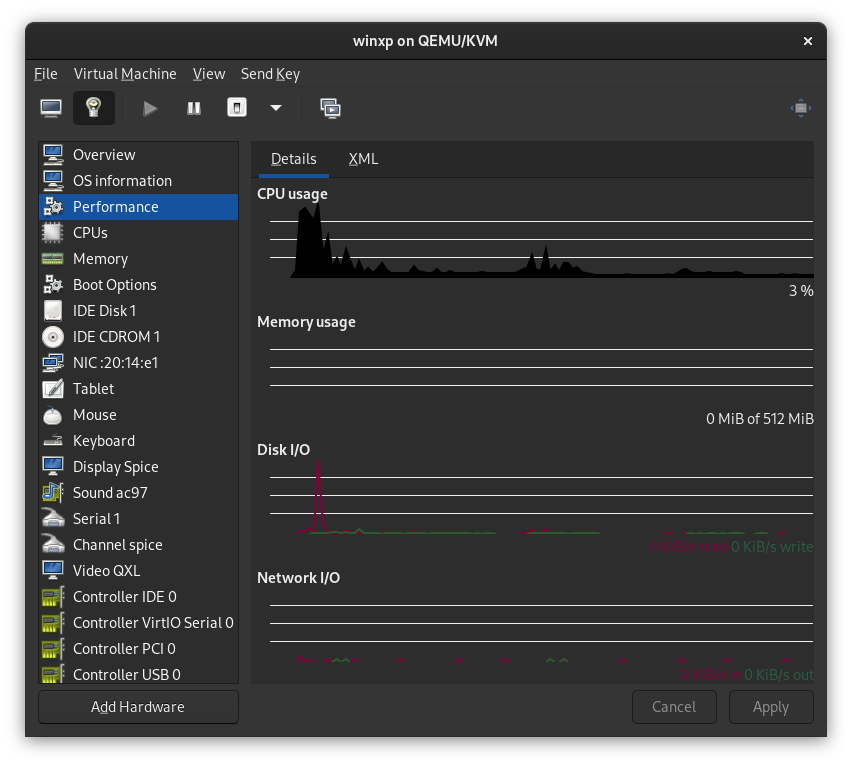 winxp on QEMU/KVM
File Virtual Machine View Send Key
Overview
OS information
Performance
CPUs
Memory
Boot Options
IDE Disk 1
IDE CDROM 1
NIC :20:14:e1
Tablet
Mouse
Keyboard
Display Spice
Sound ac97
Serial 1
Channel spice
Video QXL
Controller IDE 0
Controller VirtIO Serial 0
Controller PCI 0
Controller USB 0
Add Hardware
Details XML
CPU usage
3 %
Memory usage
0 MiB of 512 MiB
Disk I/O
0 KiB/s read 0 KiB/s write
Network I/O
KiB/s in 0 KiB/s out
Cancel Apply